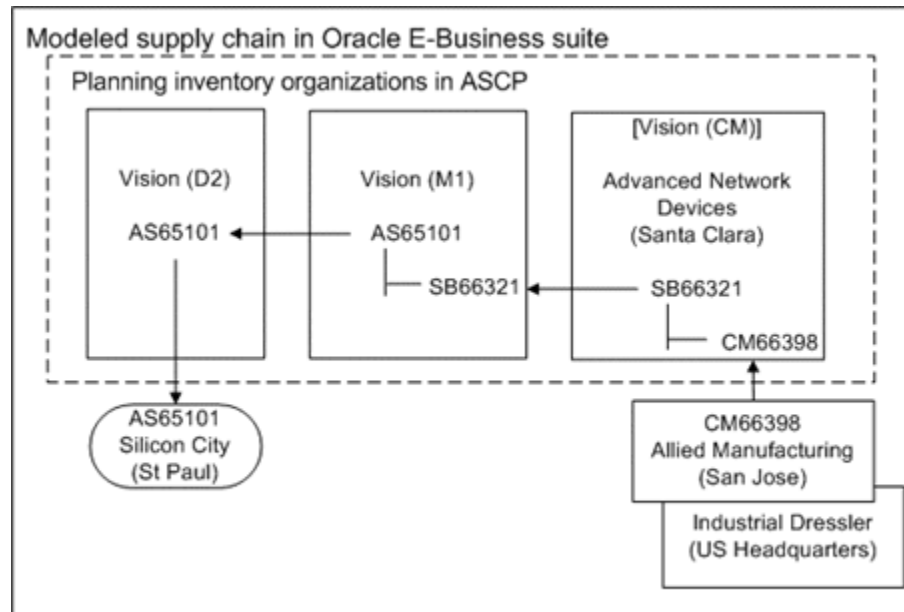 Modeled supply chain in Oracle E-Business suite
Planning inventory organizations in ASCP
Vision (D2)
AS65101
Vision (M1)
AS65101
SB66321
[Vision (CM)]
Advanced Network
Devices
(Santa Clara)
SB66321
CM66398
AS65101
Silicon City
(St Paul)
CM66398
Allied Manufacturing
(San Jose)
Industrial Dressler
(US Headquarters)